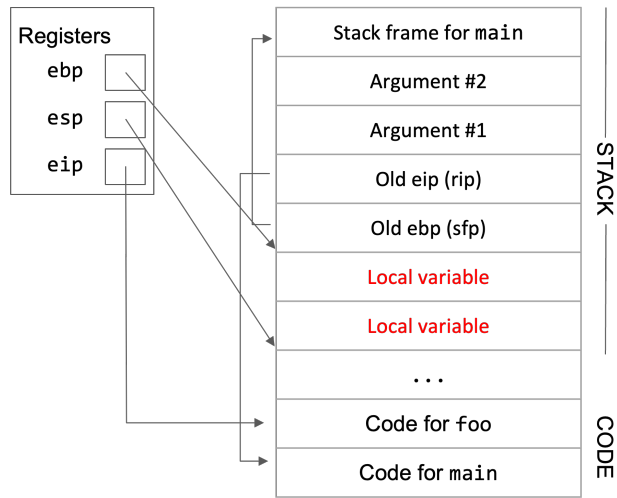 Registers
ebp
esp
eip
Stack frame for main
Argument #2
Argument #1
Old eip (rip)
Old ebp (sfp)
Local variable
Local variable
...
Code for foo
Code for main
STACK
CODE